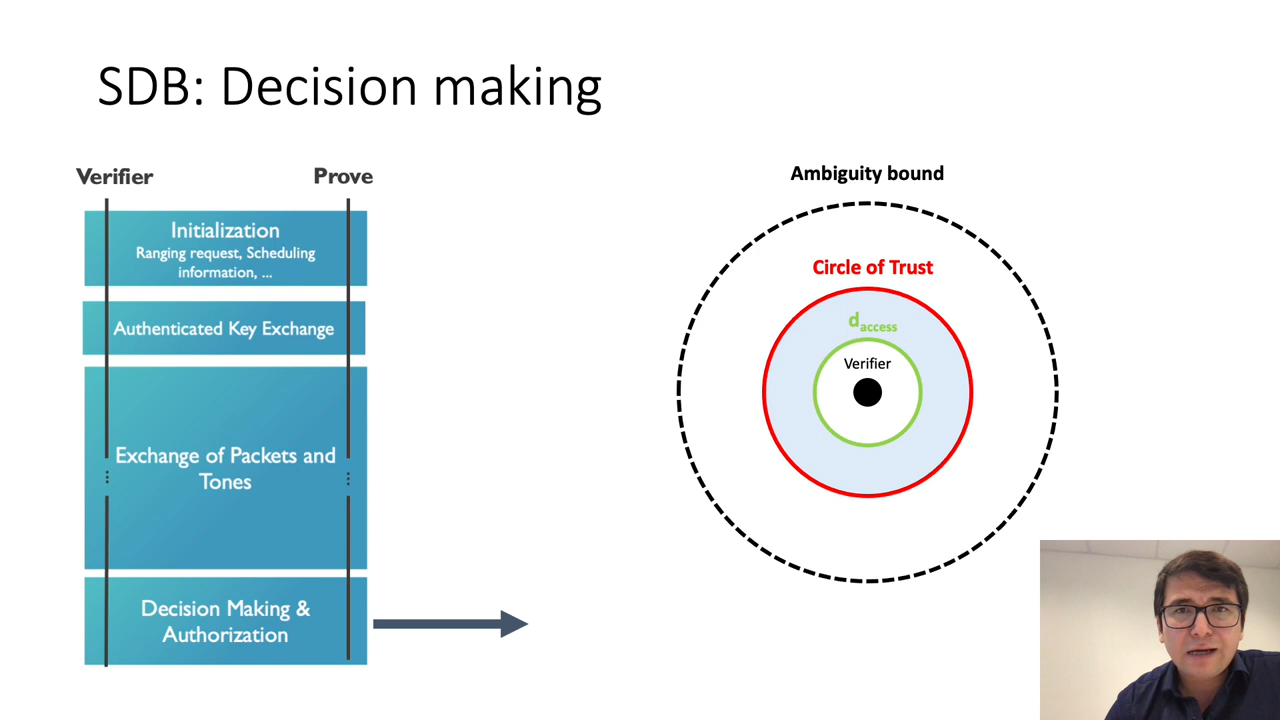 SDB: Decision making
Verifier
Prove
Initialization
Ranging request, Scheduling
information, ...
Authenticated Key Exchange
Exchange of Packets and
Tones
Decision Making &
Authorization
Ambiguity bound
Circle of Trust
daccess
Verifier